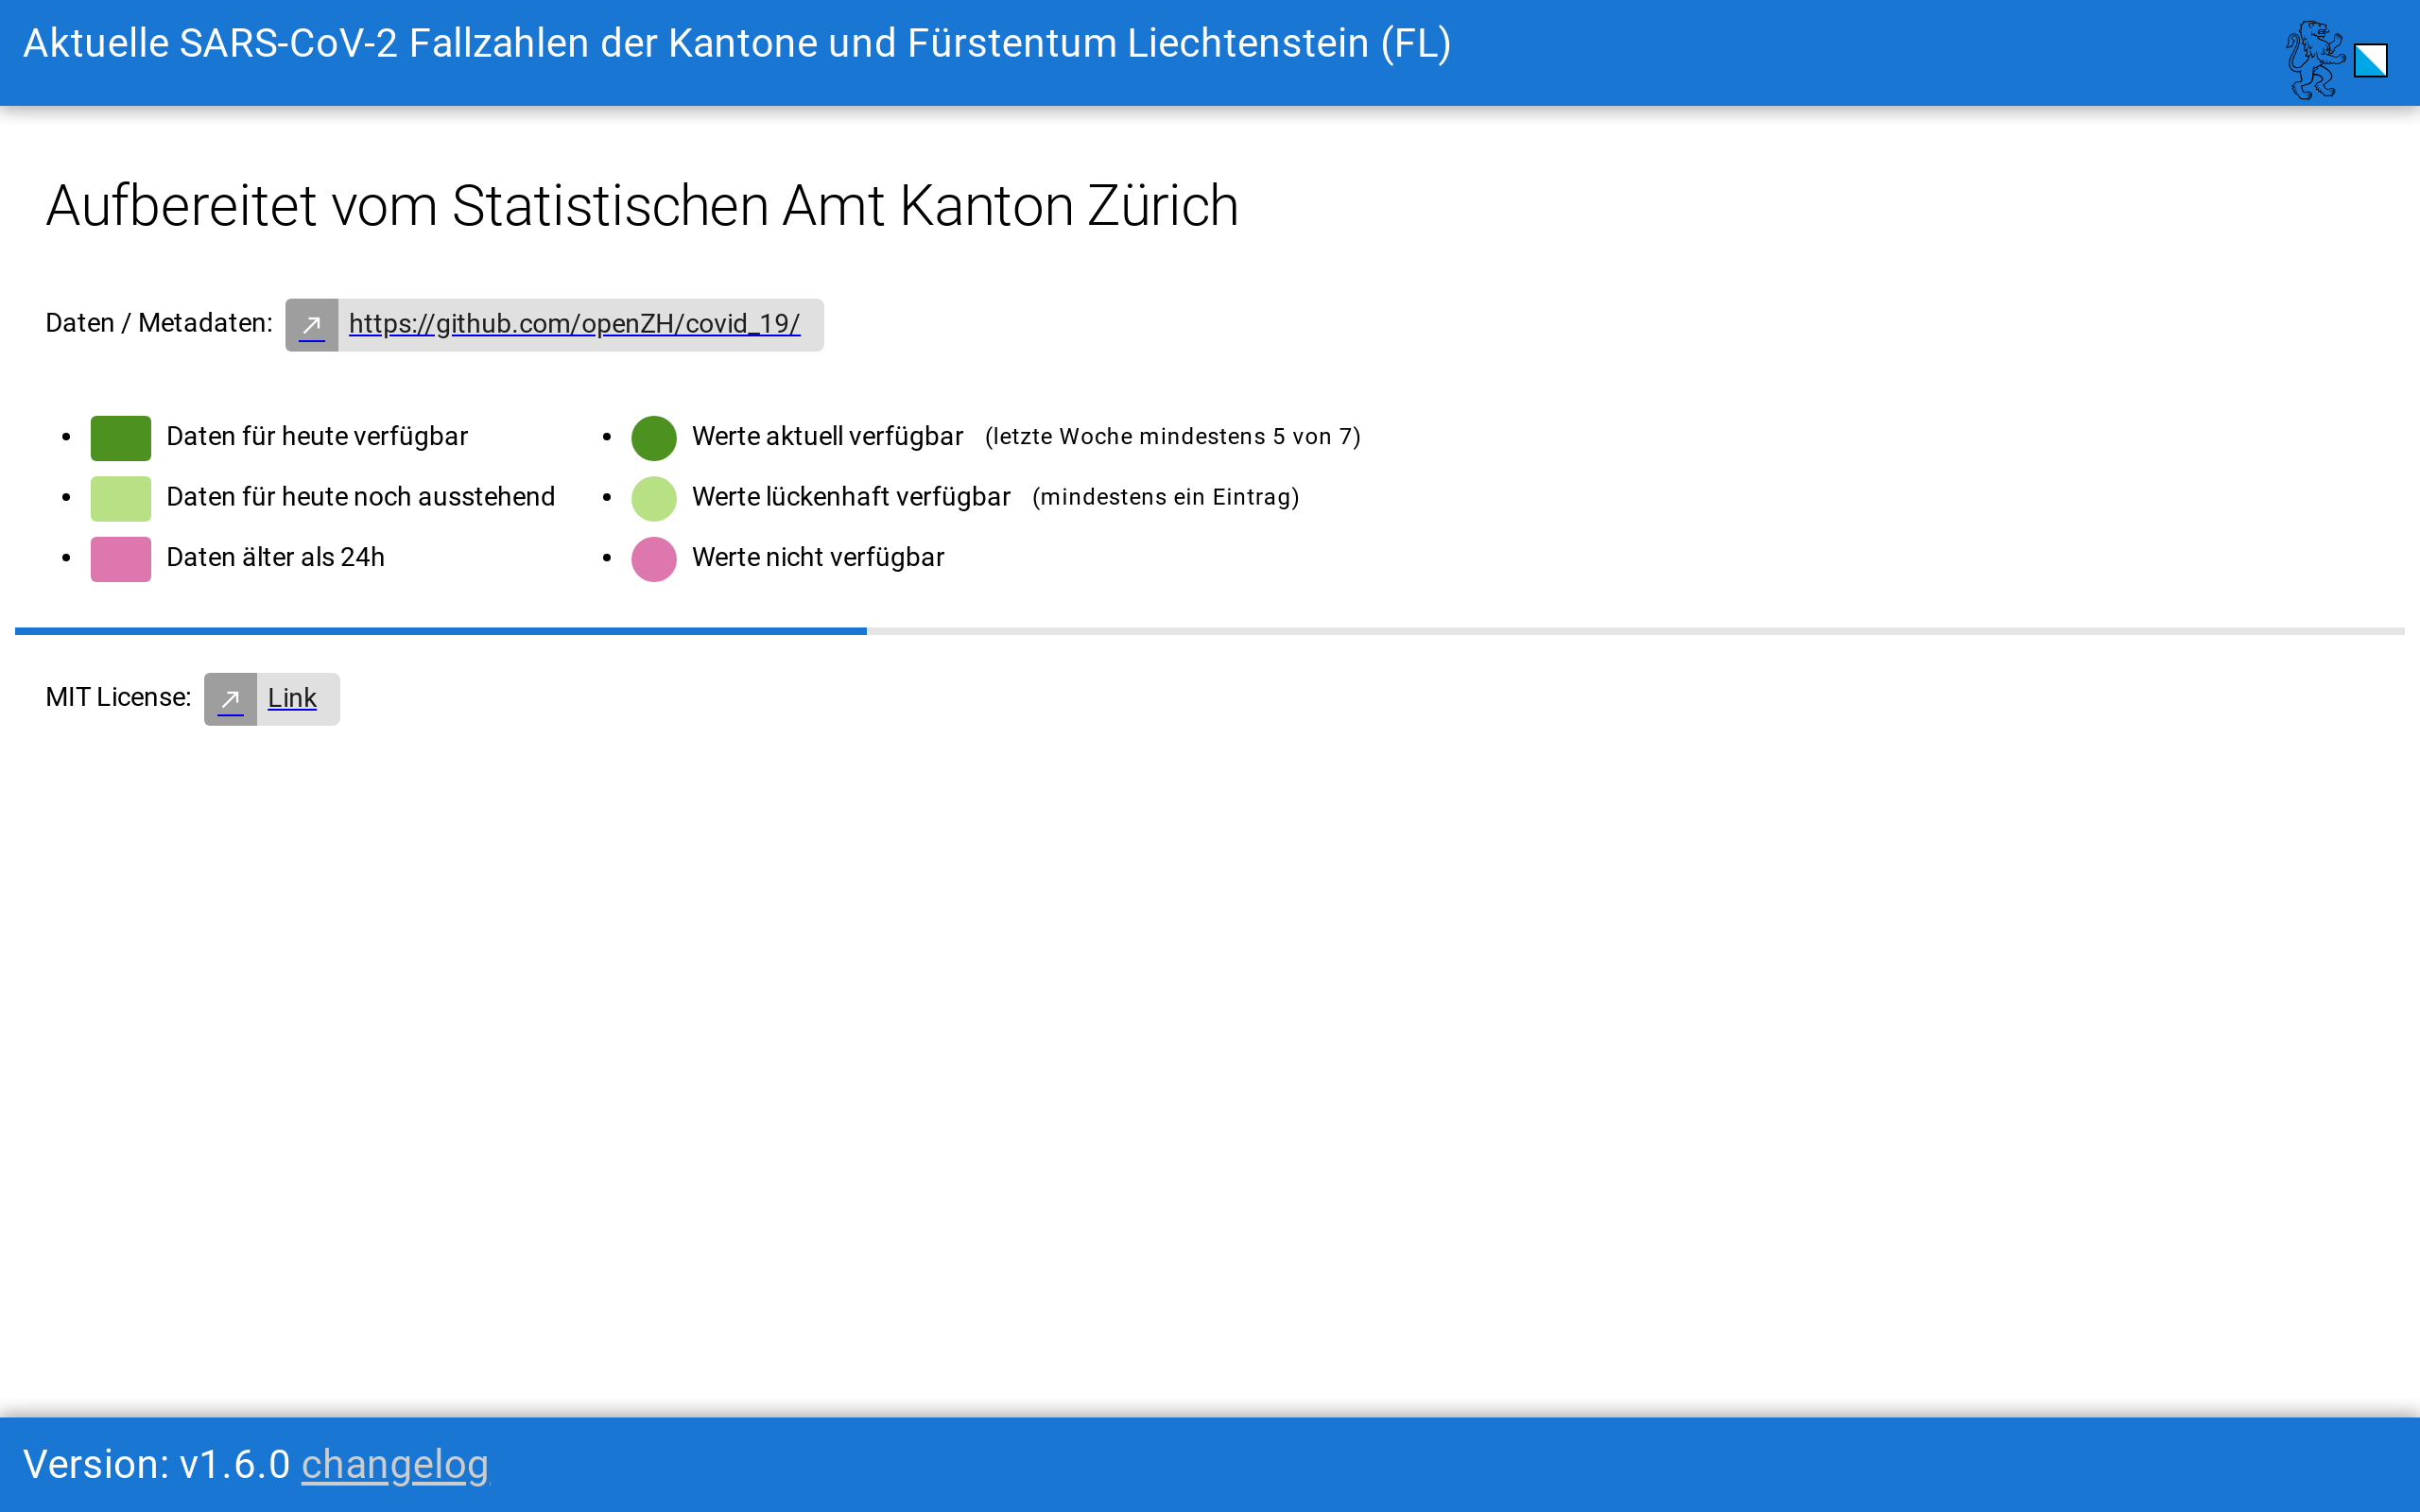 Aktuelle SARS-CoV-2 Fallzahlen der Kantone und Fürstentum Liechtenstein (FL)
Aufbereitet vom Statistischen Amt Kanton Zürich
Daten / Metadaten: https://github.com/openZH/covid_19/
Daten für heute verfügbar
Daten für heute noch ausstehend
Daten älter als 24h
Werte aktuell verfügbar (letzte Woche mindestens 5 von 7)
Werte lückenhaft verfügbar (mindestens ein Eintrag)
Werte nicht verfügbar
MIT License: Link
Version: v1.6.0 changelog